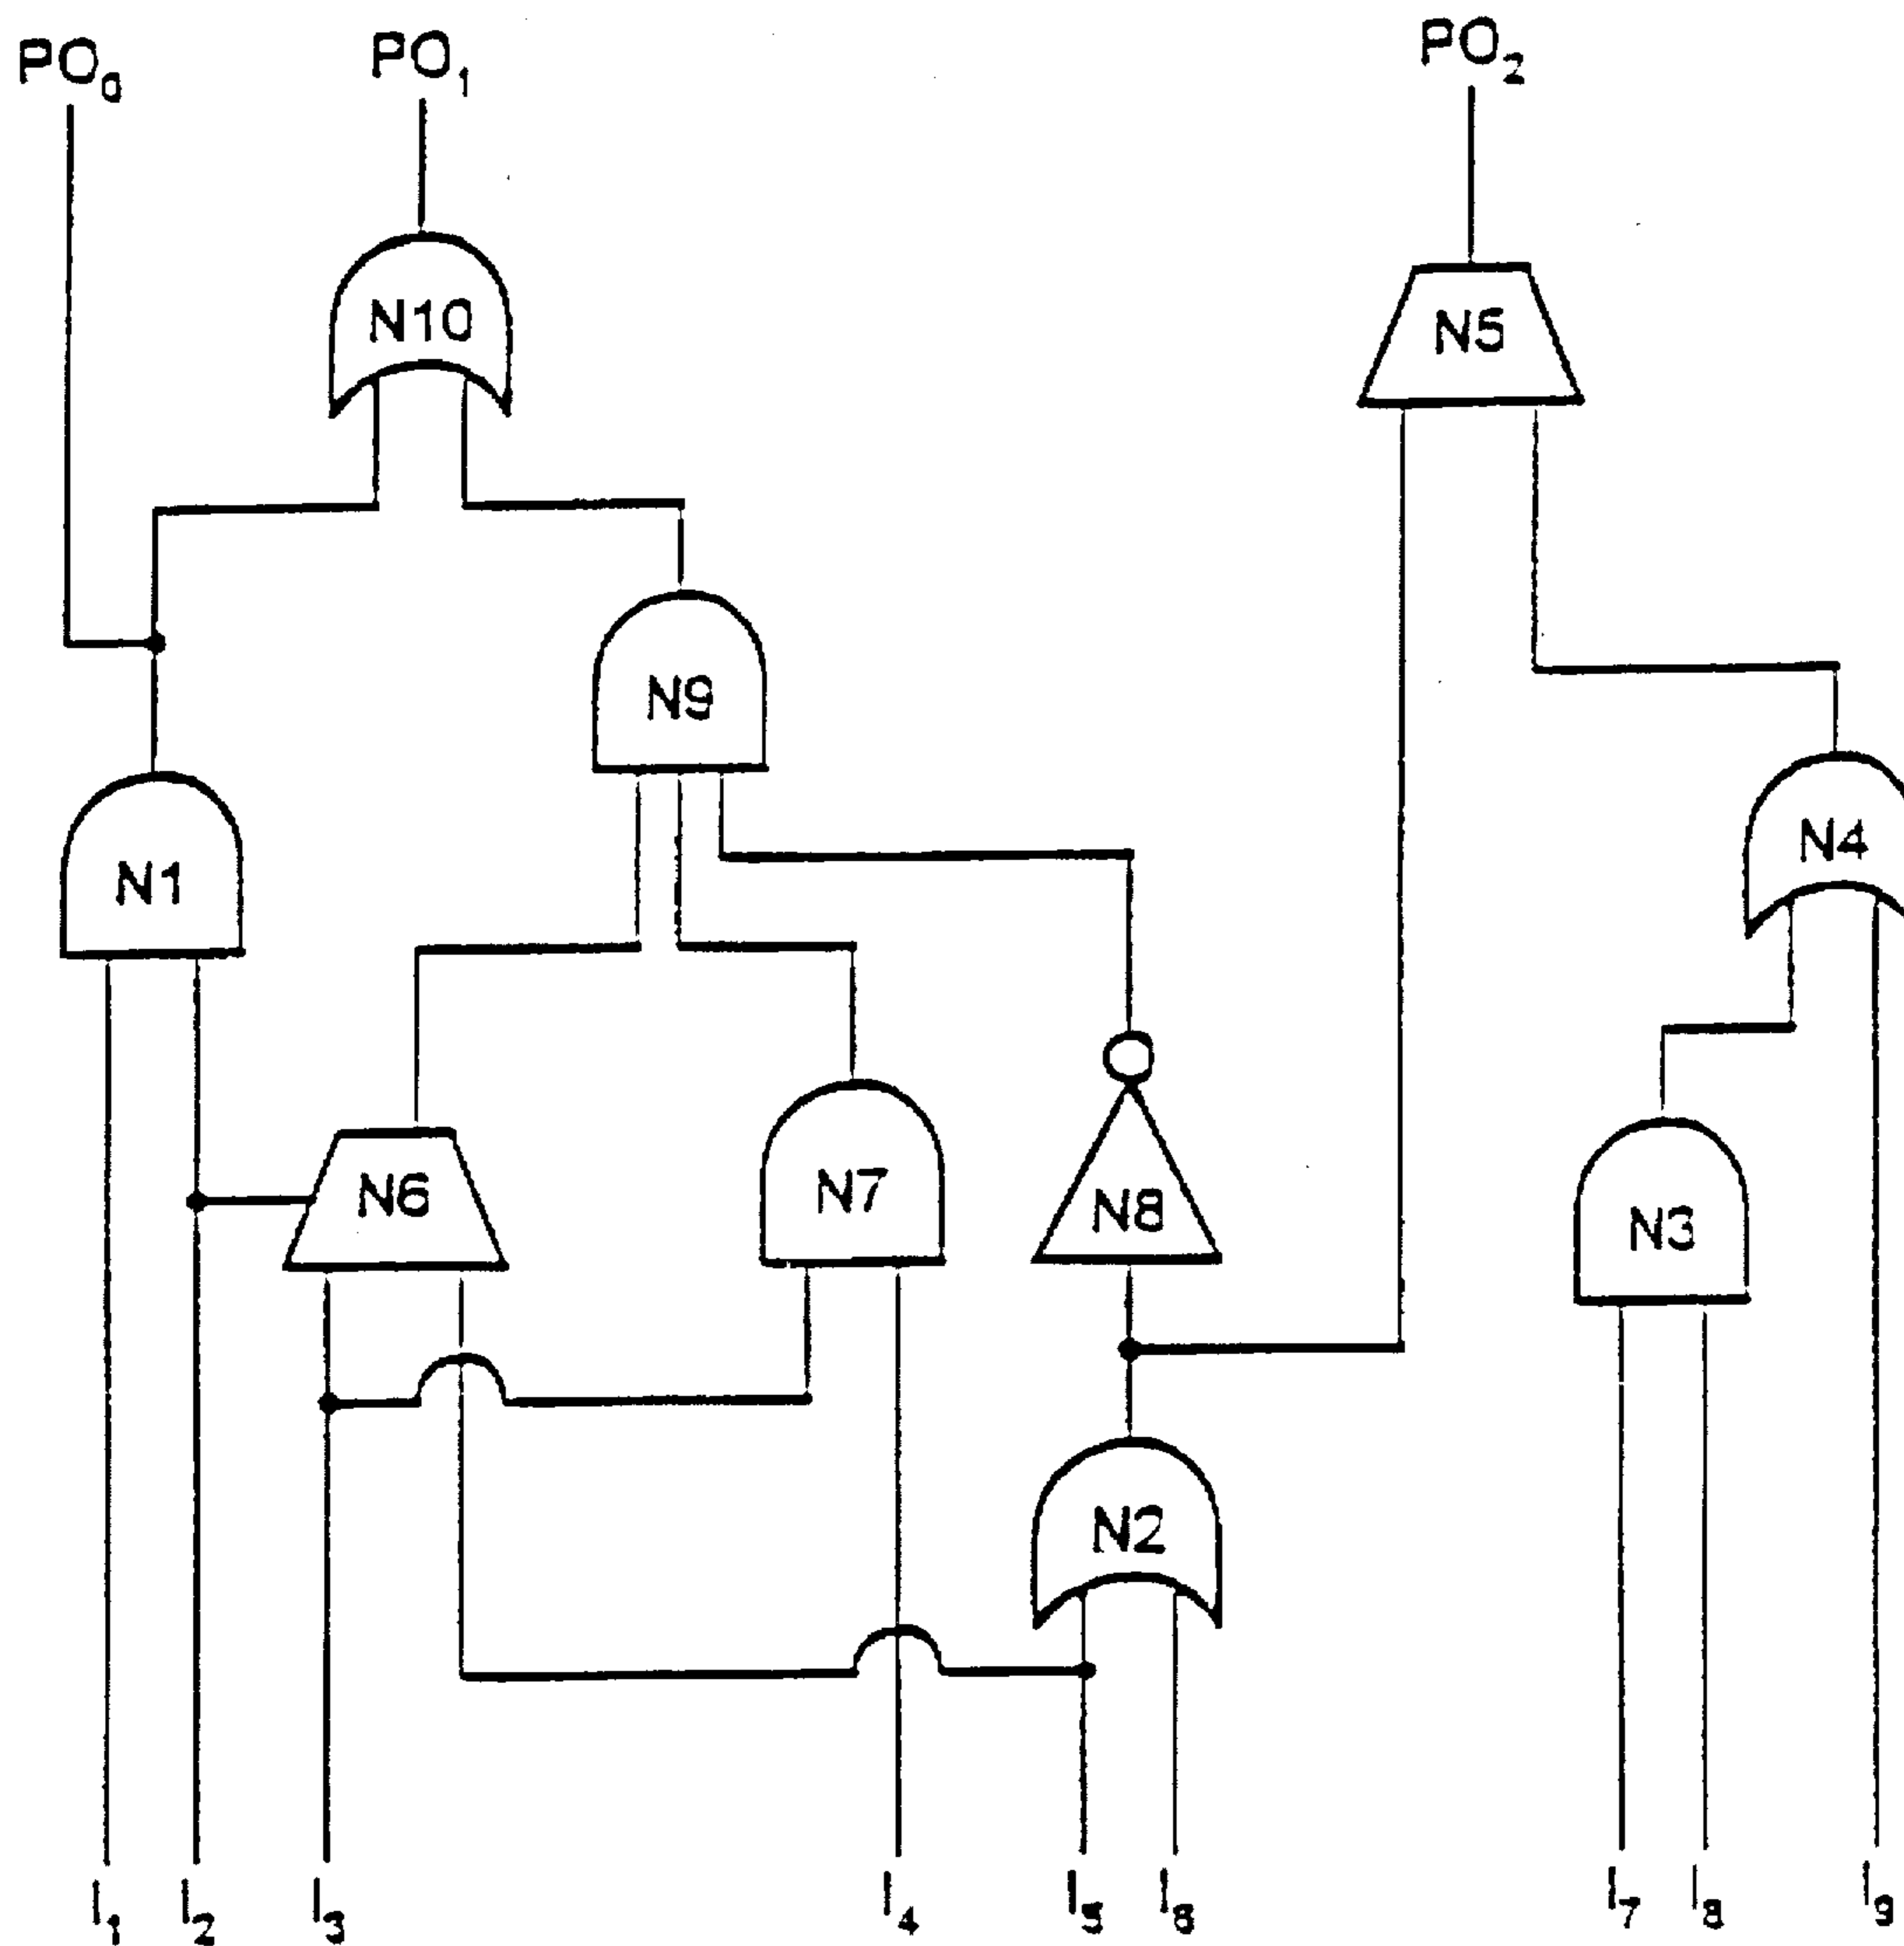 PO₀ PO₁ PO₂
N10 N5
N9
N4
N1
N6 N7 N8 N3
N2
I₁ I₂ I₃ I₄ I₅ I₆ I₇ I₈ I₉